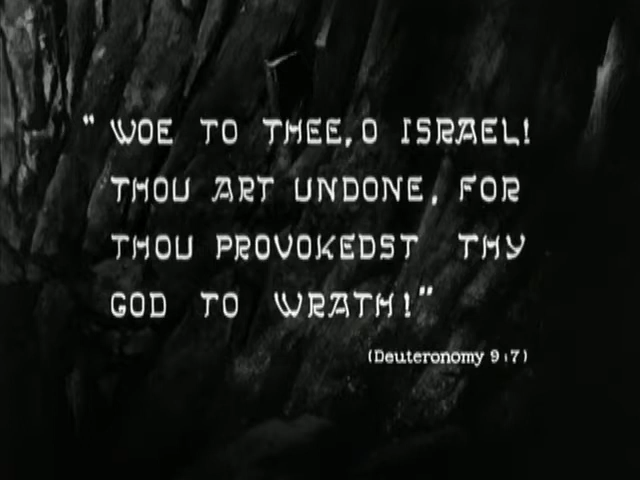 " WOE TO THEE, O ISRAEL!
THOU ART UNDONE, FOR
THOU PROVOKEDST THY
GOD TO WRATH!"
(Deuteronomy 9:7)